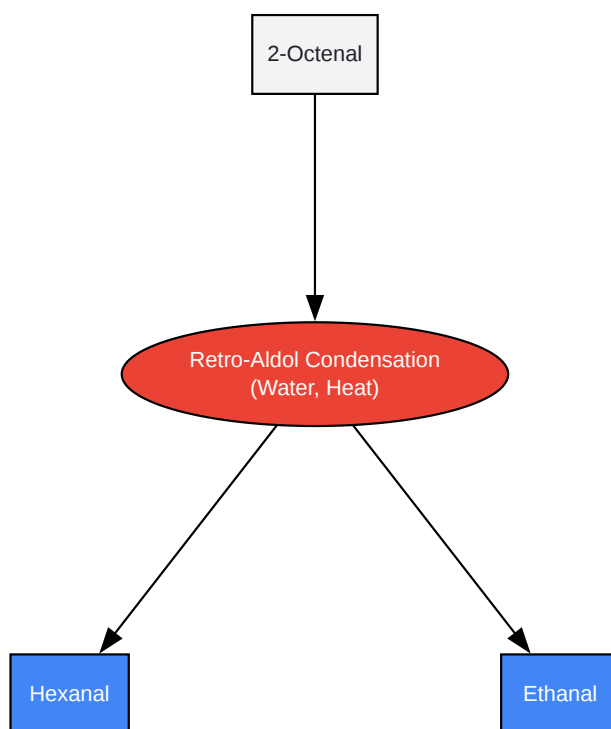 2-Octenal
Retro-Aldol Condensation
(Water, Heat)
Hexanal
Ethanal